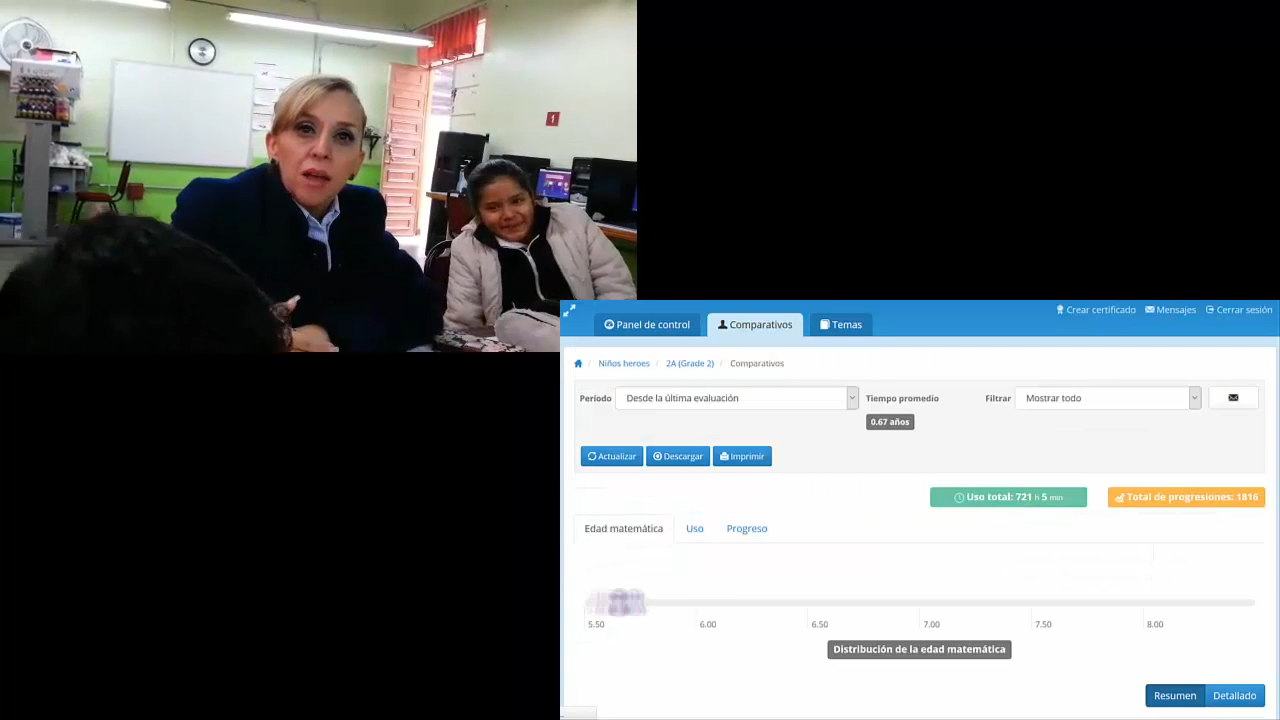 1
Crear certificado Mensajes Cerrar sesión
Panel de control Comparativos Temas
Niños heroes / 2A (Grade 2) / Comparativos
Período Desde la última evaluación Tiempo promedio Filtrar Mostrar todo
0.67 años
Actualizar Descargar Imprimir
Uso total: 721 h 5 min Total de progresiones: 1816
Edad matemática Uso Progreso
5.50 6.00 6.50 7.00 7.50 8.00
Distribución de la edad matemática
Resumen Detallado